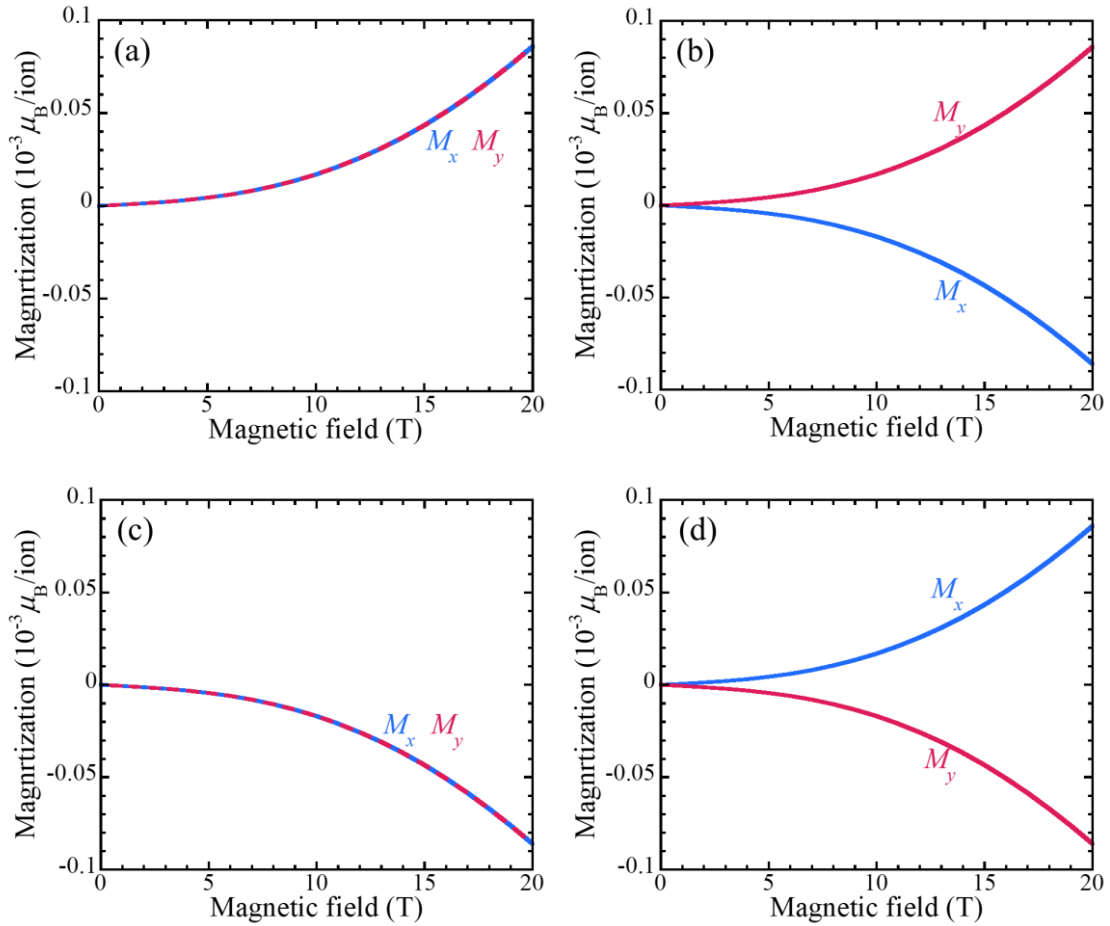 (a)
Magnrtization (10⁻³ μ_B/ion)
0.1
0.05
0
-0.05
-0.1
M_x M_y
0 5 10 15 20
Magnetic field (T)
(b)
Magnrtization (10⁻³ μ_B/ion)
0.1
0.05
0
-0.05
-0.1
M_y
M_x
0 5 10 15 20
Magnetic field (T)
(c)
Magnrtization (10⁻³ μ_B/ion)
0.1
0.05
0
-0.05
-0.1
M_x M_y
0 5 10 15 20
Magnetic field (T)
(d)
Magnrtization (10⁻³ μ_B/ion)
0.1
0.05
0
-0.05
-0.1
M_x
M_y
0 5 10 15 20
Magnetic field (T)